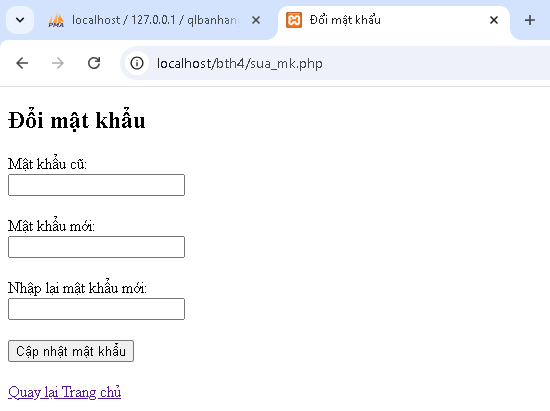 localhost / 127.0.0.1 / qlbanhan
Đổi mật khẩu
localhost/bth4/sua_mk.php
Đổi mật khẩu
Mật khẩu cũ:
Mật khẩu mới:
Nhập lại mật khẩu mới:
Cập nhật mật khẩu
Quay lại Trang chủ